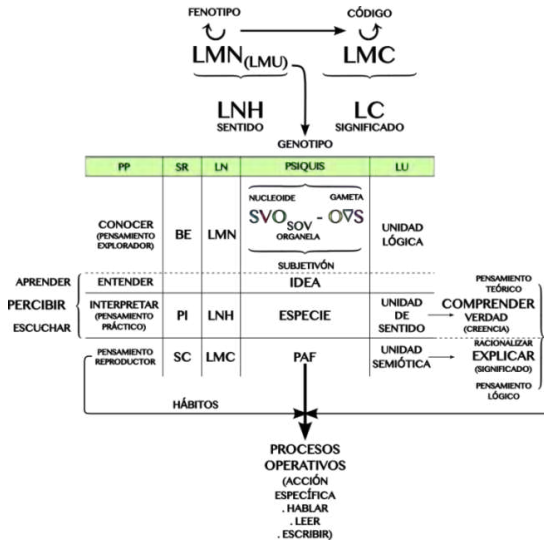 FENOTIPO
CÓDIGO
LMN(LMU)
LMC
LNH
SENTIDO
LC
SIGNIFICADO
GENOTIPO
PP SR LN PSIQUIS LU
NUCLEOIDE GAMETA
SVO SOV - O∇S
ORGANELA
SUBJETIVÓN
CONOCER
(PENSAMIENTO
EXPLORADOR)
BE
LMN
UNIDAD
LÓGICA
ENTENDER
IDEA
APRENDER
PERCIBIR
ESCUCHAR
INTERPRETAR
(PENSAMIENTO
PRÁCTICO)
PI
LNH
ESPECIE
UNIDAD
DE
SENTIDO
PENSAMIENTO
TEÓRICO
COMPRENDER
VERDAD
(CREENCIA)
PENSAMIENTO
REPRODUCTOR
SC
LMC
PAF
UNIDAD
SEMIÓTICA
RACIONALIZAR
EXPLICAR
(SIGNIFICADO)
PENSAMIENTO
LÓGICO
HÁBITOS
PROCESOS
OPERATIVOS
(ACCIÓN
ESPECÍFICA
. HABLAR
. LEER
. ESCRIBIR)